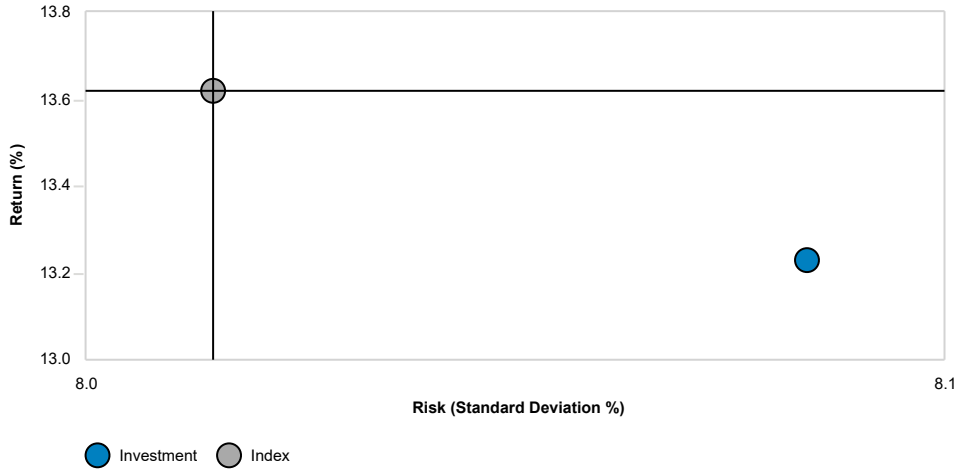 13.8
13.6
13.4
13.2
13.0
Return (%)
8.0
8.1
Risk (Standard Deviation %)
Investment
Index